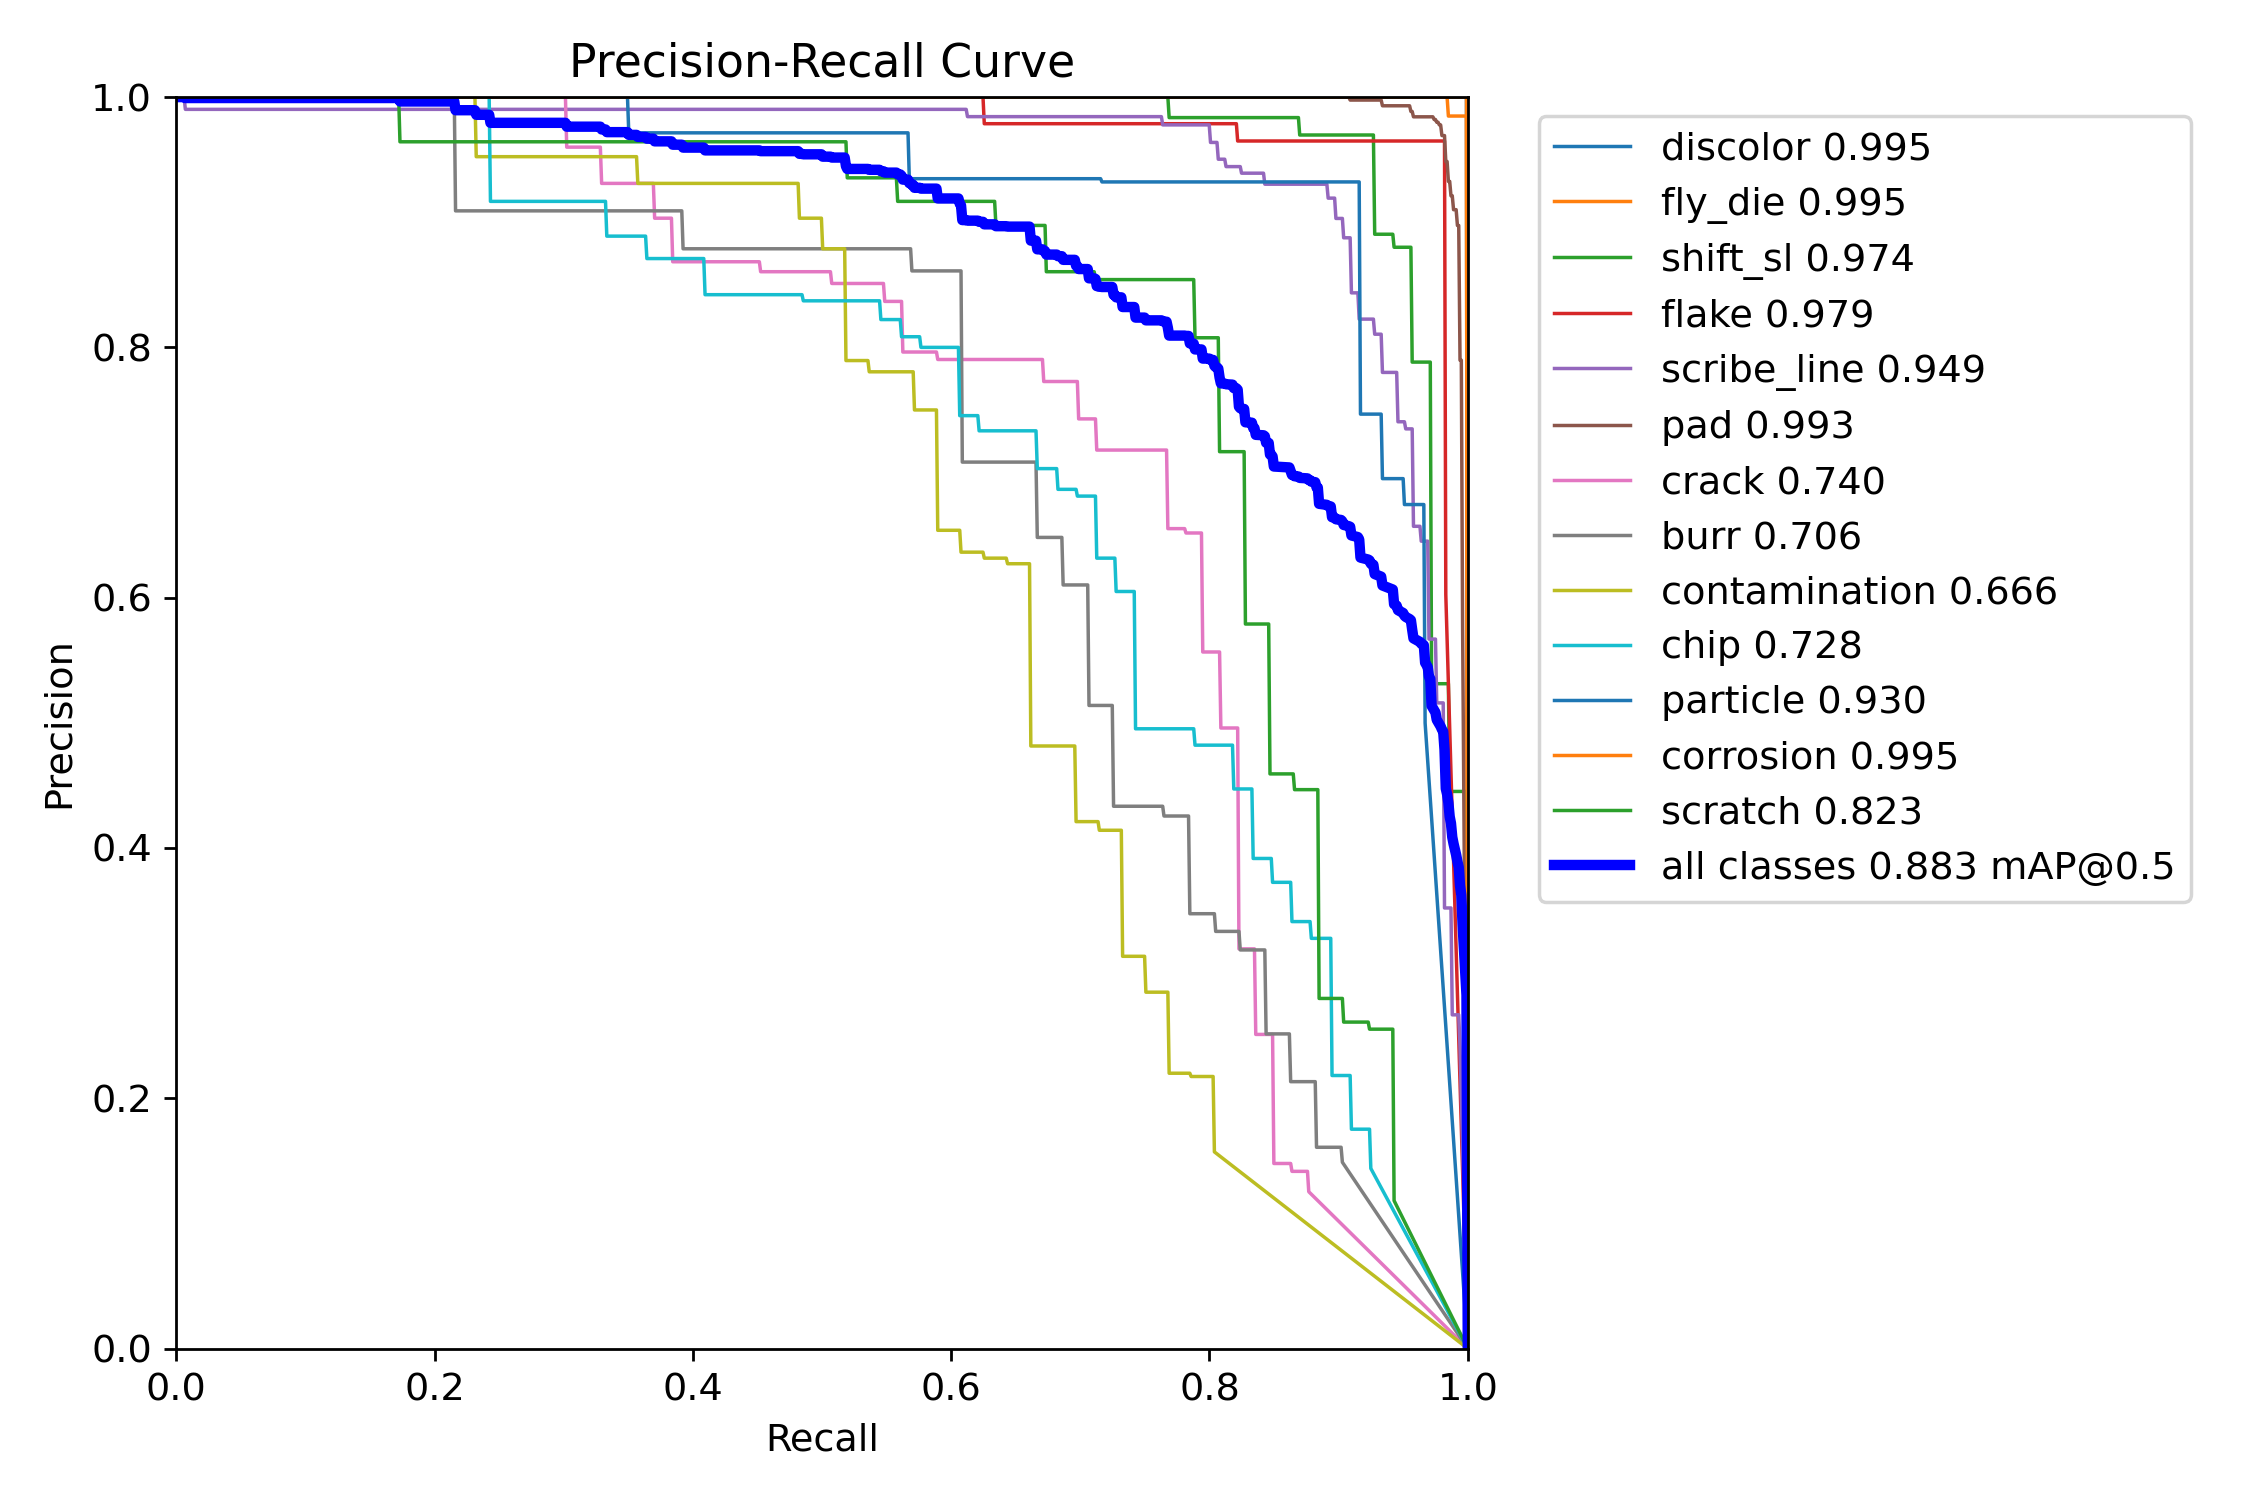 Precision-Recall Curve
1.0
0.8
0.6
0.4
0.2
0.0
Precision
0.0 0.2 0.4 0.6 0.8 1.0
Recall
discolor 0.995
fly_die 0.995
shift_sl 0.974
flake 0.979
scribe_line 0.949
pad 0.993
crack 0.740
burr 0.706
contamination 0.666
chip 0.728
particle 0.930
corrosion 0.995
scratch 0.823
all classes 0.883 mAP@0.5